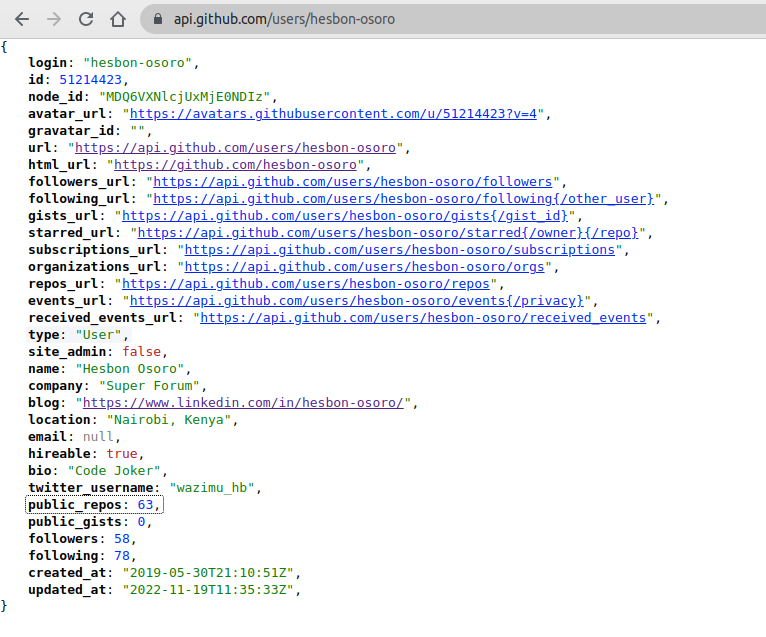 api.github.com/users/hesbon-osoro
{
login: "hesbon-osoro",
id: 51214423,
node_id: "MDQ6VXNlcjUxMjE0NDIz",
avatar_url: "https://avatars.githubusercontent.com/u/51214423?v=4",
gravatar_id: "",
url: "https://api.github.com/users/hesbon-osoro",
html_url: "https://github.com/hesbon-osoro",
followers_url: "https://api.github.com/users/hesbon-osoro/followers",
following_url: "https://api.github.com/users/hesbon-osoro/following{/other_user}",
gists_url: "https://api.github.com/users/hesbon-osoro/gists{/gist_id}",
starred_url: "https://api.github.com/users/hesbon-osoro/starred{/owner}{/repo}",
subscriptions_url: "https://api.github.com/users/hesbon-osoro/subscriptions",
organizations_url: "https://api.github.com/users/hesbon-osoro/orgs",
repos_url: "https://api.github.com/users/hesbon-osoro/repos",
events_url: "https://api.github.com/users/hesbon-osoro/events{/privacy}",
received_events_url: "https://api.github.com/users/hesbon-osoro/received_events",
type: "User",
site_admin: false,
name: "Hesbon Osoro",
company: "Super Forum",
blog: "https://www.linkedin.com/in/hesbon-osoro/",
location: "Nairobi, Kenya",
email: null,
hireable: true,
bio: "Code Joker",
twitter_username: "wazimu_hb",
public_repos: 63,
public_gists: 0,
followers: 58,
following: 78,
created_at: "2019-05-30T21:10:51Z",
updated_at: "2022-11-19T11:35:33Z",
}